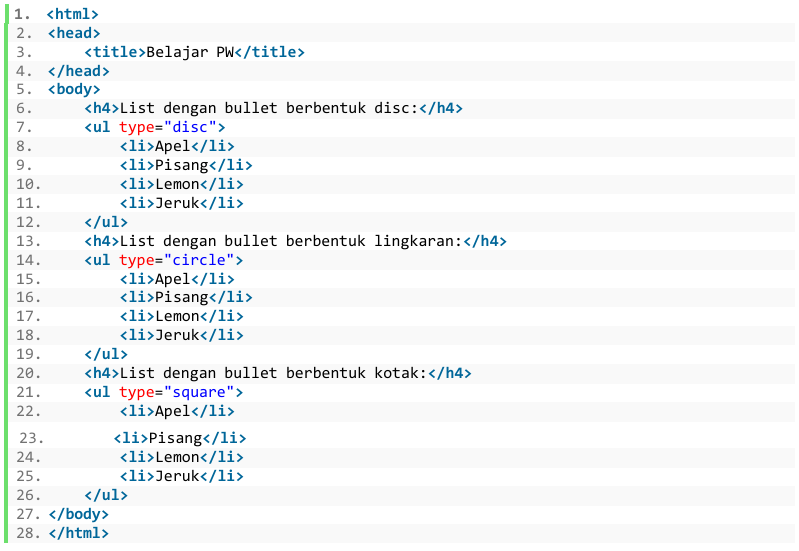 1. <html>
2. <head>
3.     <title>Belajar PW</title>
4. </head>
5. <body>
6.     <h4>List dengan bullet berbentuk disc:</h4>
7.     <ul type="disc">
8.         <li>Apel</li>
9.         <li>Pisang</li>
10.         <li>Lemon</li>
11.         <li>Jeruk</li>
12.     </ul>
13.     <h4>List dengan bullet berbentuk lingkaran:</h4>
14.     <ul type="circle">
15.         <li>Apel</li>
16.         <li>Pisang</li>
17.         <li>Lemon</li>
18.         <li>Jeruk</li>
19.     </ul>
20.     <h4>List dengan bullet berbentuk kotak:</h4>
21.     <ul type="square">
22.         <li>Apel</li>
23.         <li>Pisang</li>
24.         <li>Lemon</li>
25.         <li>Jeruk</li>
26.     </ul>
27. </body>
28. </html>